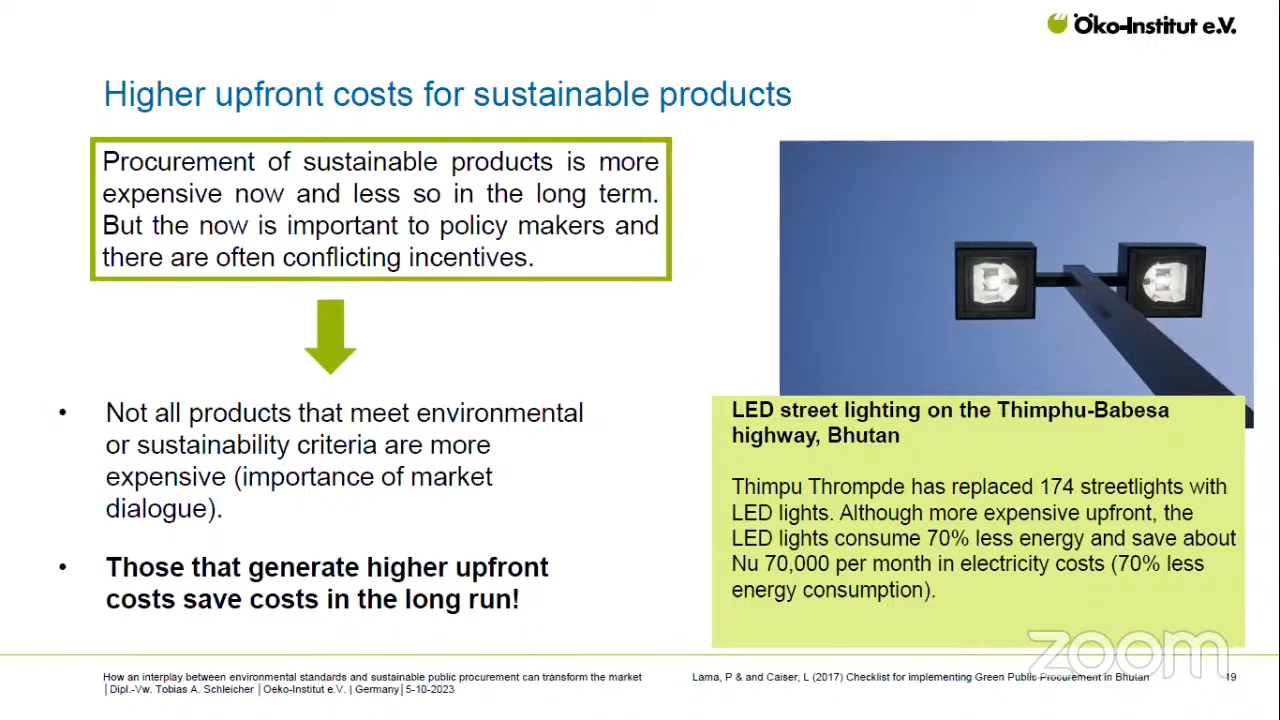 Öko-Institut e.V.
Higher upfront costs for sustainable products
Procurement of sustainable products is more
expensive now and less so in the long term.
But the now is important to policy makers and
there are often conflicting incentives.
• Not all products that meet environmental
or sustainability criteria are more
expensive (importance of market
dialogue).
• Those that generate higher upfront
costs save costs in the long run!
LED street lighting on the Thimphu-Babesa
highway, Bhutan
Thimpu Thrompde has replaced 174 streetlights with
LED lights. Although more expensive upfront, the
LED lights consume 70% less energy and save about
Nu 70,000 per month in electricity costs (70% less
energy consumption).
zoom
How an interplay between environmental standards and sustainable public procurement can transform the market
│Dipl.-Vw. Tobias A. Schleicher │Oeko-Institut e.V. | Germany│5-10-2023
Lama, P & and Caiser, L (2017) Checklist for implementing Green Public Procurement in Bhutan
19